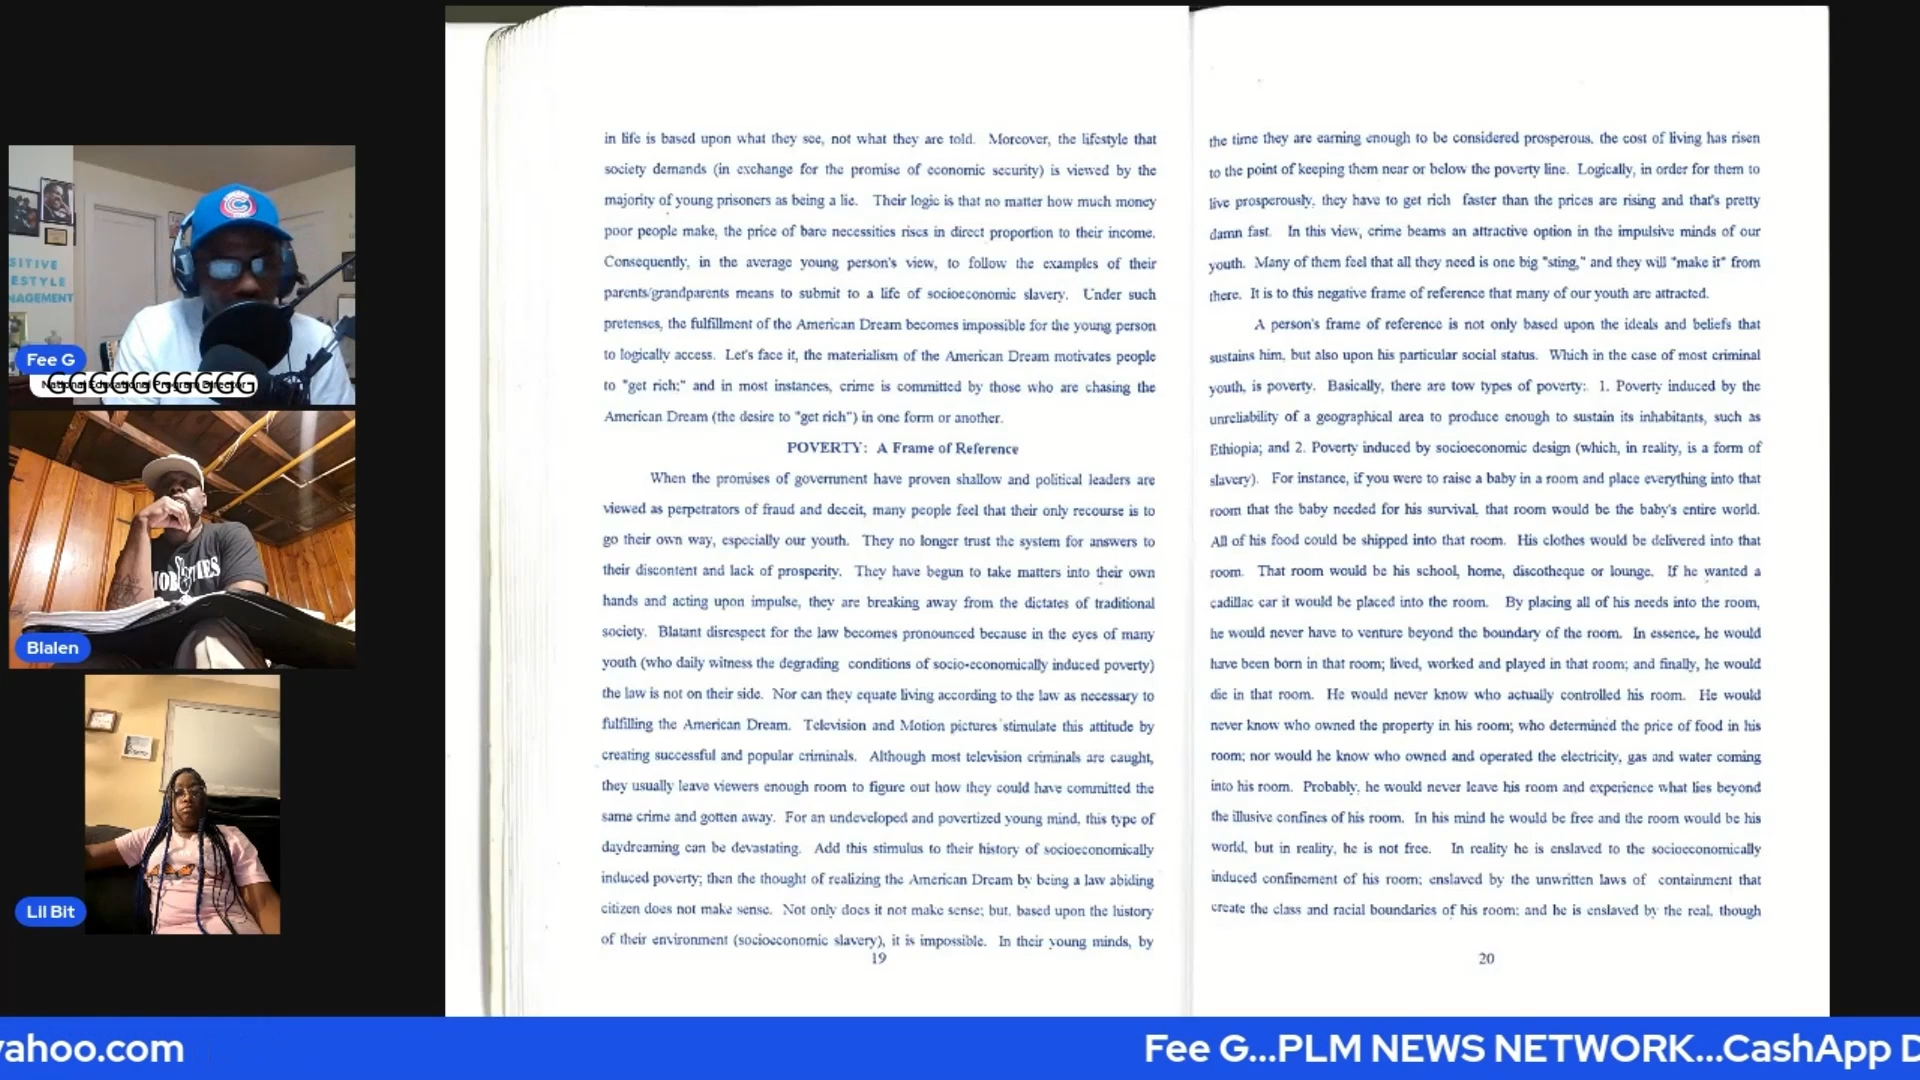 SITIVE
ESTYLE
NAGEMENT
Fee G
National Educational Program Director
GGGGGGGGGG
Blalen
Lil Bit
in life is based upon what they see, not what they are told. Moreover, the lifestyle that
society demands (in exchange for the promise of economic security) is viewed by the
majority of young prisoners as being a lie. Their logic is that no matter how much money
poor people make, the price of bare necessities rises in direct proportion to their income.
Consequently, in the average young person's view, to follow the examples of their
parents/grandparents means to submit to a life of socioeconomic slavery. Under such
pretenses, the fulfillment of the American Dream becomes impossible for the young person
to logically access. Let's face it, the materialism of the American Dream motivates people
to "get rich;" and in most instances, crime is committed by those who are chasing the
American Dream (the desire to "get rich") in one form or another.
POVERTY: A Frame of Reference
When the promises of government have proven shallow and political leaders are
viewed as perpetrators of fraud and deceit, many people feel that their only recourse is to
go their own way, especially our youth. They no longer trust the system for answers to
their discontent and lack of prosperity. They have begun to take matters into their own
hands and acting upon impulse, they are breaking away from the dictates of traditional
society. Blatant disrespect for the law becomes pronounced because in the eyes of many
youth (who daily witness the degrading conditions of socio-economically induced poverty)
the law is not on their side. Nor can they equate living according to the law as necessary to
fulfilling the American Dream. Television and Motion pictures stimulate this attitude by
creating successful and popular criminals. Although most television criminals are caught,
they usually leave viewers enough room to figure out how they could have committed the
same crime and gotten away. For an undeveloped and povertized young mind, this type of
daydreaming can be devastating. Add this stimulus to their history of socioeconomically
induced poverty; then the thought of realizing the American Dream by being a law abiding
citizen does not make sense. Not only does it not make sense; but, based upon the history
of their environment (socioeconomic slavery), it is impossible. In their young minds, by
19
the time they are earning enough to be considered prosperous, the cost of living has risen
to the point of keeping them near or below the poverty line. Logically, in order for them to
live prosperously, they have to get rich faster than the prices are rising and that's pretty
damn fast. In this view, crime beams an attractive option in the impulsive minds of our
youth. Many of them feel that all they need is one big "sting," and they will "make it" from
there. It is to this negative frame of reference that many of our youth are attracted.
A person's frame of reference is not only based upon the ideals and beliefs that
sustains him, but also upon his particular social status. Which in the case of most criminal
youth, is poverty. Basically, there are tow types of poverty: 1. Poverty induced by the
unreliability of a geographical area to produce enough to sustain its inhabitants, such as
Ethiopia; and 2. Poverty induced by socioeconomic design (which, in reality, is a form of
slavery). For instance, if you were to raise a baby in a room and place everything into that
room that the baby needed for his survival, that room would be the baby's entire world.
All of his food could be shipped into that room. His clothes would be delivered into that
room. That room would be his school, home, discotheque or lounge. If he wanted a
cadillac car it would be placed into the room. By placing all of his needs into the room,
he would never have to venture beyond the boundary of the room. In essence, he would
have been born in that room; lived, worked and played in that room; and finally, he would
die in that room. He would never know who actually controlled his room. He would
never know who owned the property in his room; who determined the price of food in his
room; nor would he know who owned and operated the electricity, gas and water coming
into his room. Probably, he would never leave his room and experience what lies beyond
the illusive confines of his room. In his mind he would be free and the room would be his
world, but in reality, he is not free. In reality he is enslaved to the socioeconomically
induced confinement of his room; enslaved by the unwritten laws of containment that
create the class and racial boundaries of his room; and he is enslaved by the real, though
20
yahoo.com
Fee G...PLM NEWS NETWORK...CashApp D